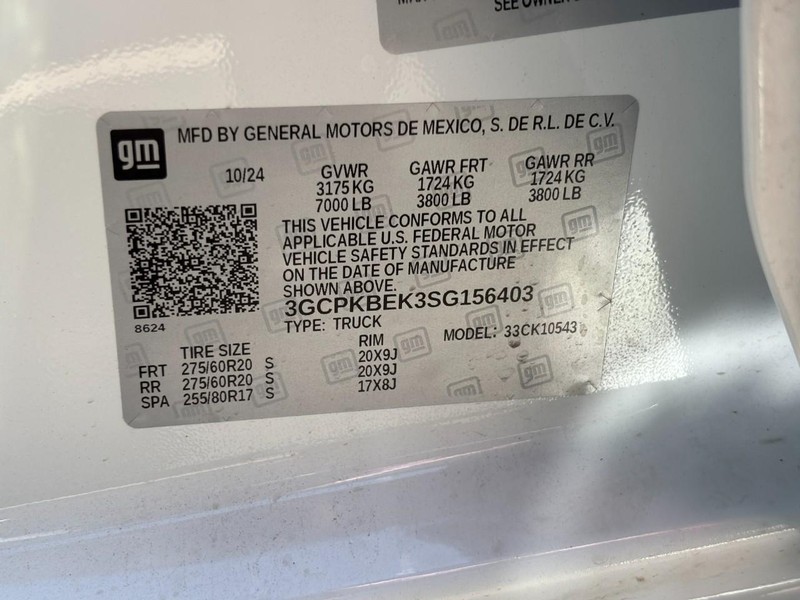 SEE OWNER
gm
MFD BY GENERAL MOTORS DE MEXICO, S. DE R.L. DE C.V.
10/24 GVWR GAWR FRT GAWR RR
3175 KG 1724 KG 1724 KG
7000 LB 3800 LB 3800 LB
THIS VEHICLE CONFORMS TO ALL
APPLICABLE U.S. FEDERAL MOTOR
VEHICLE SAFETY STANDARDS IN EFFECT
ON THE DATE OF MANUFACTURE
SHOWN ABOVE.
3GCPKBEK3SG156403
8624
TYPE: TRUCK MODEL: 33CK10543
TIRE SIZE RIM
FRT 275/60R20 S 20X9J
RR 275/60R20 S 20X9J
SPA 255/80R17 S 17X8J